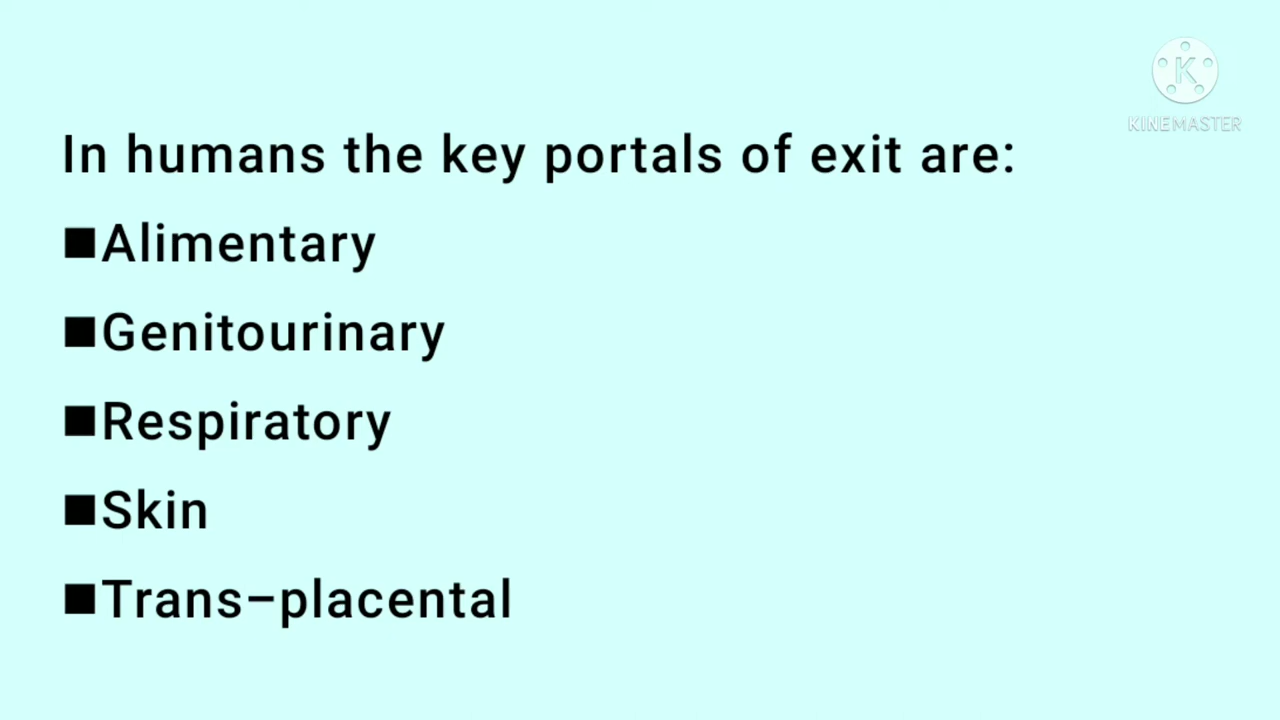 KINEMASTER
In humans the key portals of exit are:
■Alimentary
■Genitourinary
■Respiratory
■Skin
■Trans–placental